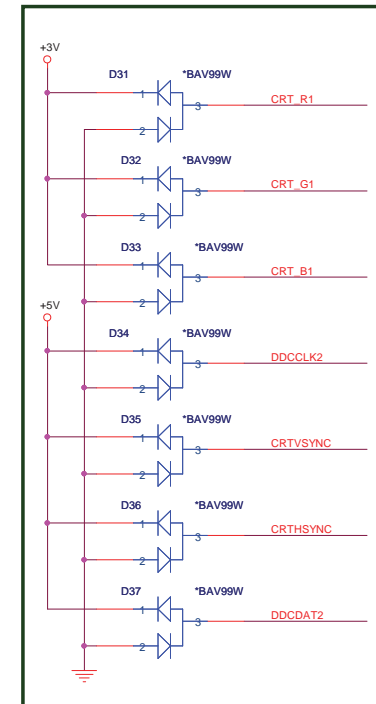 +3V
D31 *BAV99W
1
3 CRT_R1
2
D32 *BAV99W
1
3 CRT_G1
2
D33 *BAV99W
1
3 CRT_B1
2
+5V
D34 *BAV99W
1
3 DDCCLK2
2
D35 *BAV99W
1
3 CRTVSYNC
2
D36 *BAV99W
1
3 CRTHSYNC
2
D37 *BAV99W
1
3 DDCDAT2
2